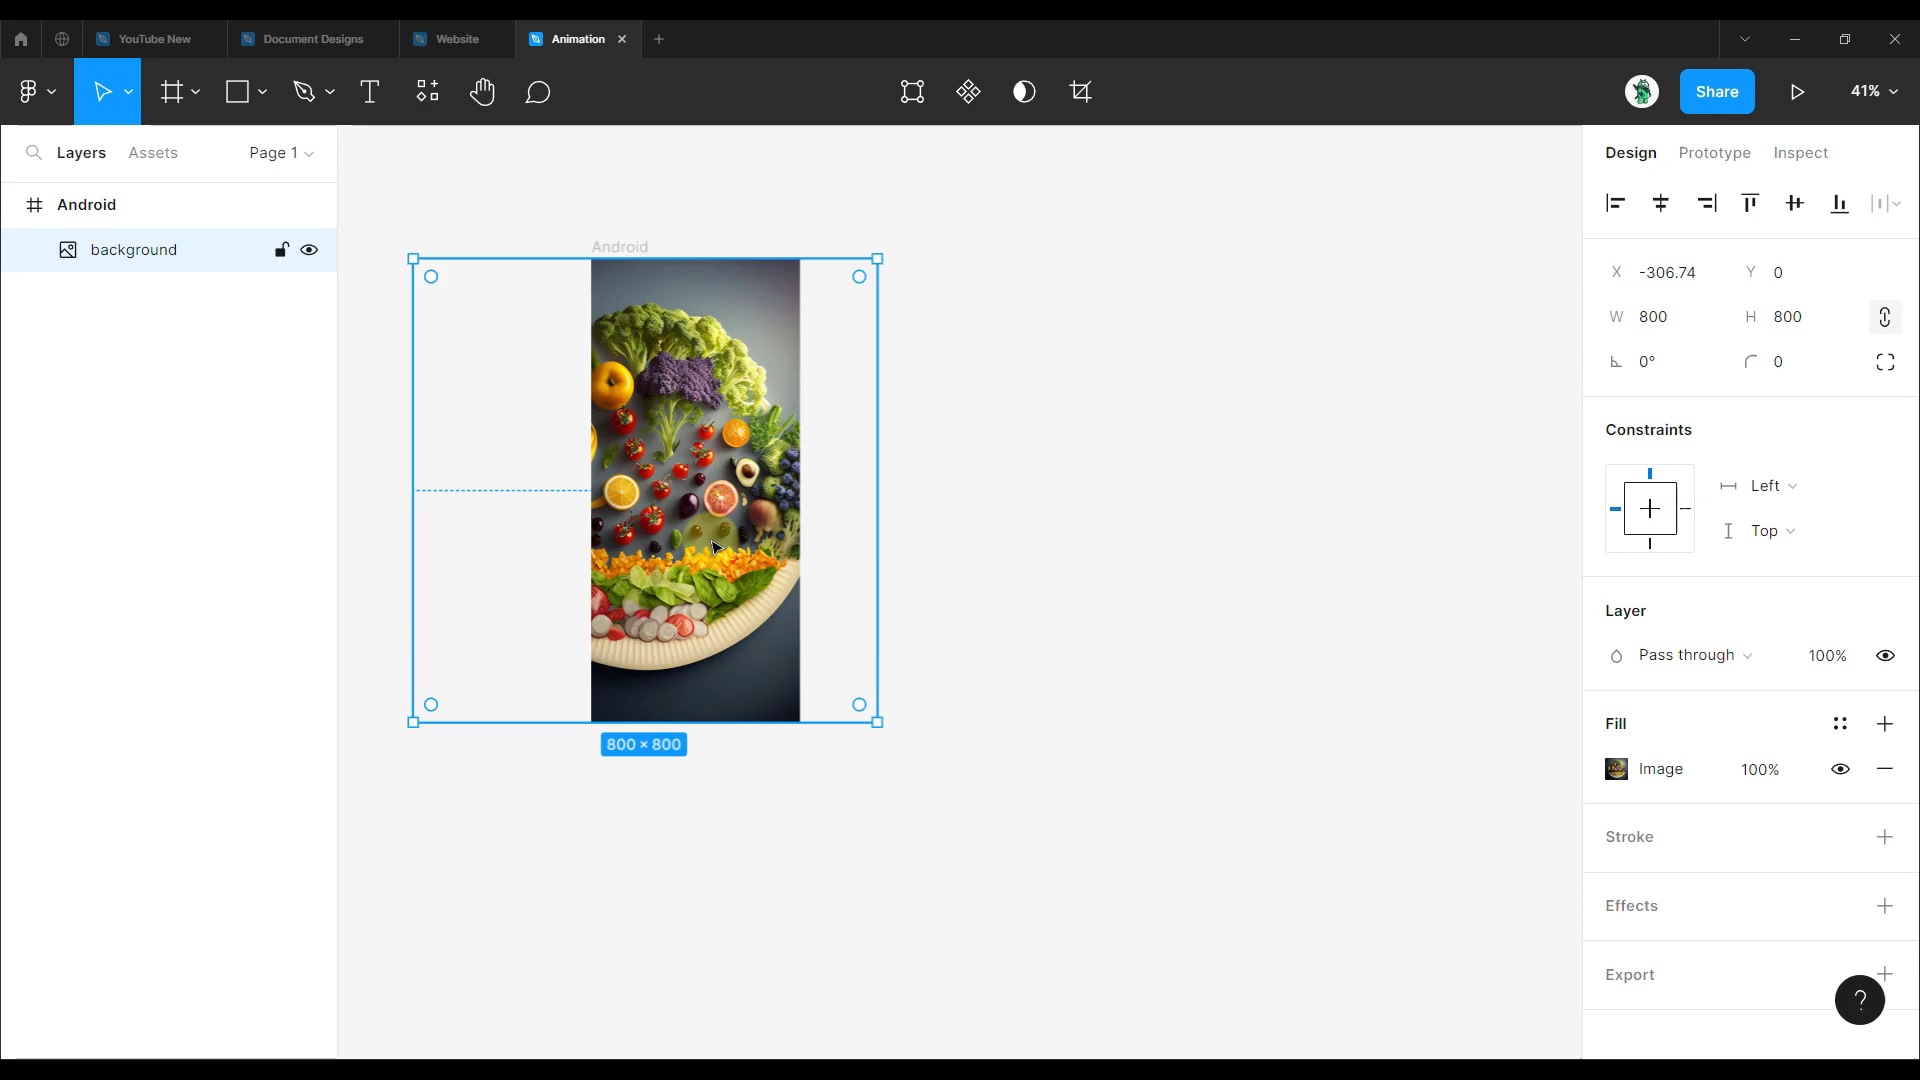 YouTube New
Document Designs
Website
Animation
Share
41%
Layers
Assets
Page 1
Design
Prototype
Inspect
Android
background
Android
800 × 800
X
-306.74
Y
0
W
800
H
800
0°
0
Constraints
Left
Top
Layer
Pass through
100%
Fill
Image
100%
Stroke
Effects
Export
?